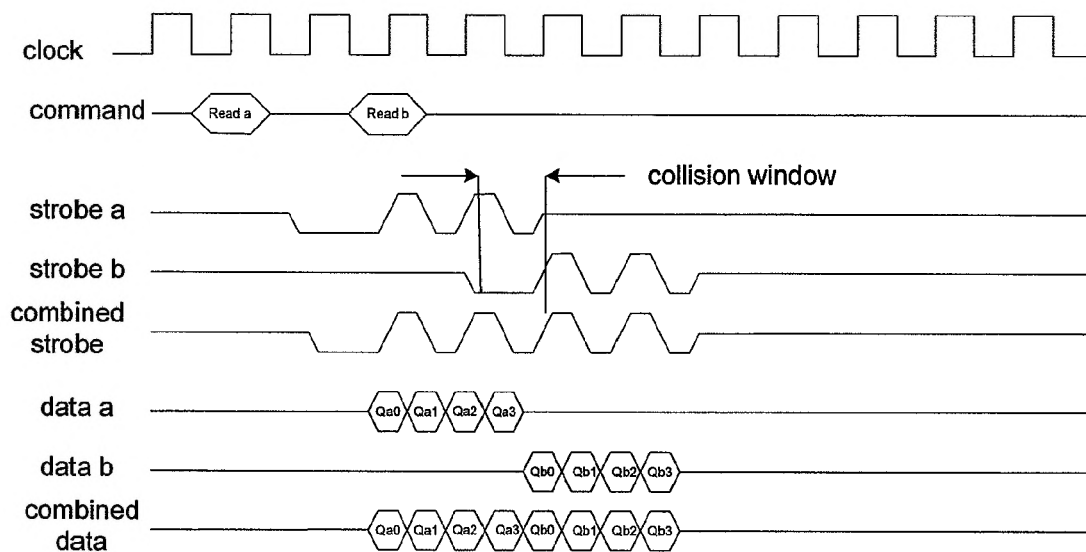 clock
command
Read a
Read b
collision window
strobe a
strobe b
combined
strobe
data a
Qa0 Qa1 Qa2 Qa3
data b
Qb0 Qb1 Qb2 Qb3
combined
data
Qa0 Qa1 Qa2 Qa3 Qb0 Qb1 Qb2 Qb3